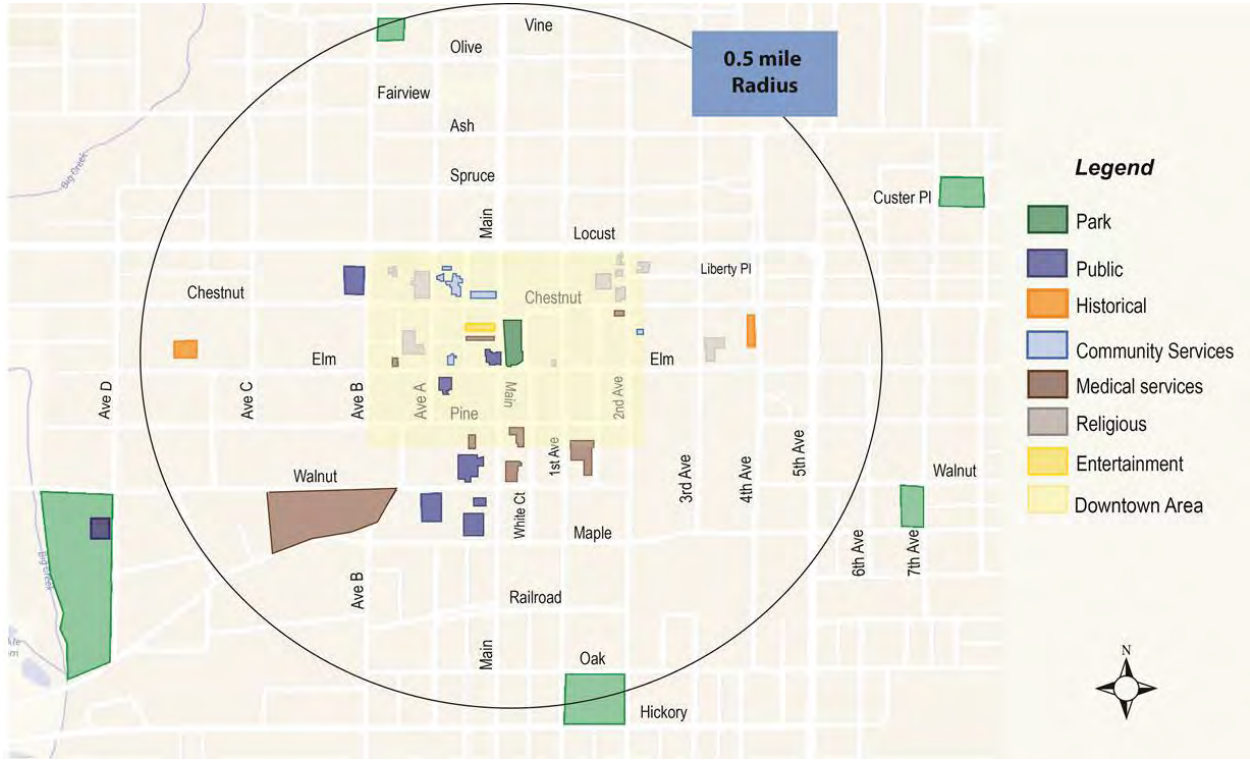 Vine
Olive
0.5 mile
Radius
Fairview
Ash
Big Creek
Spruce
Legend
Custer Pl
Park
Main
Locust
Public
Liberty Pl
Chestnut
Chestnut
Historical
Elm
Elm
Community Services
Ave D
Ave C
Ave B
Ave A
Main
2nd Ave
Medical services
Pine
Religious
1st Ave
3rd Ave
4th Ave
5th Ave
Walnut
Walnut
Entertainment
White Ct
Downtown Area
Maple
Big Creek
6th Ave
7th Ave
Ave B
Railroad
Main
Oak
N
Hickory